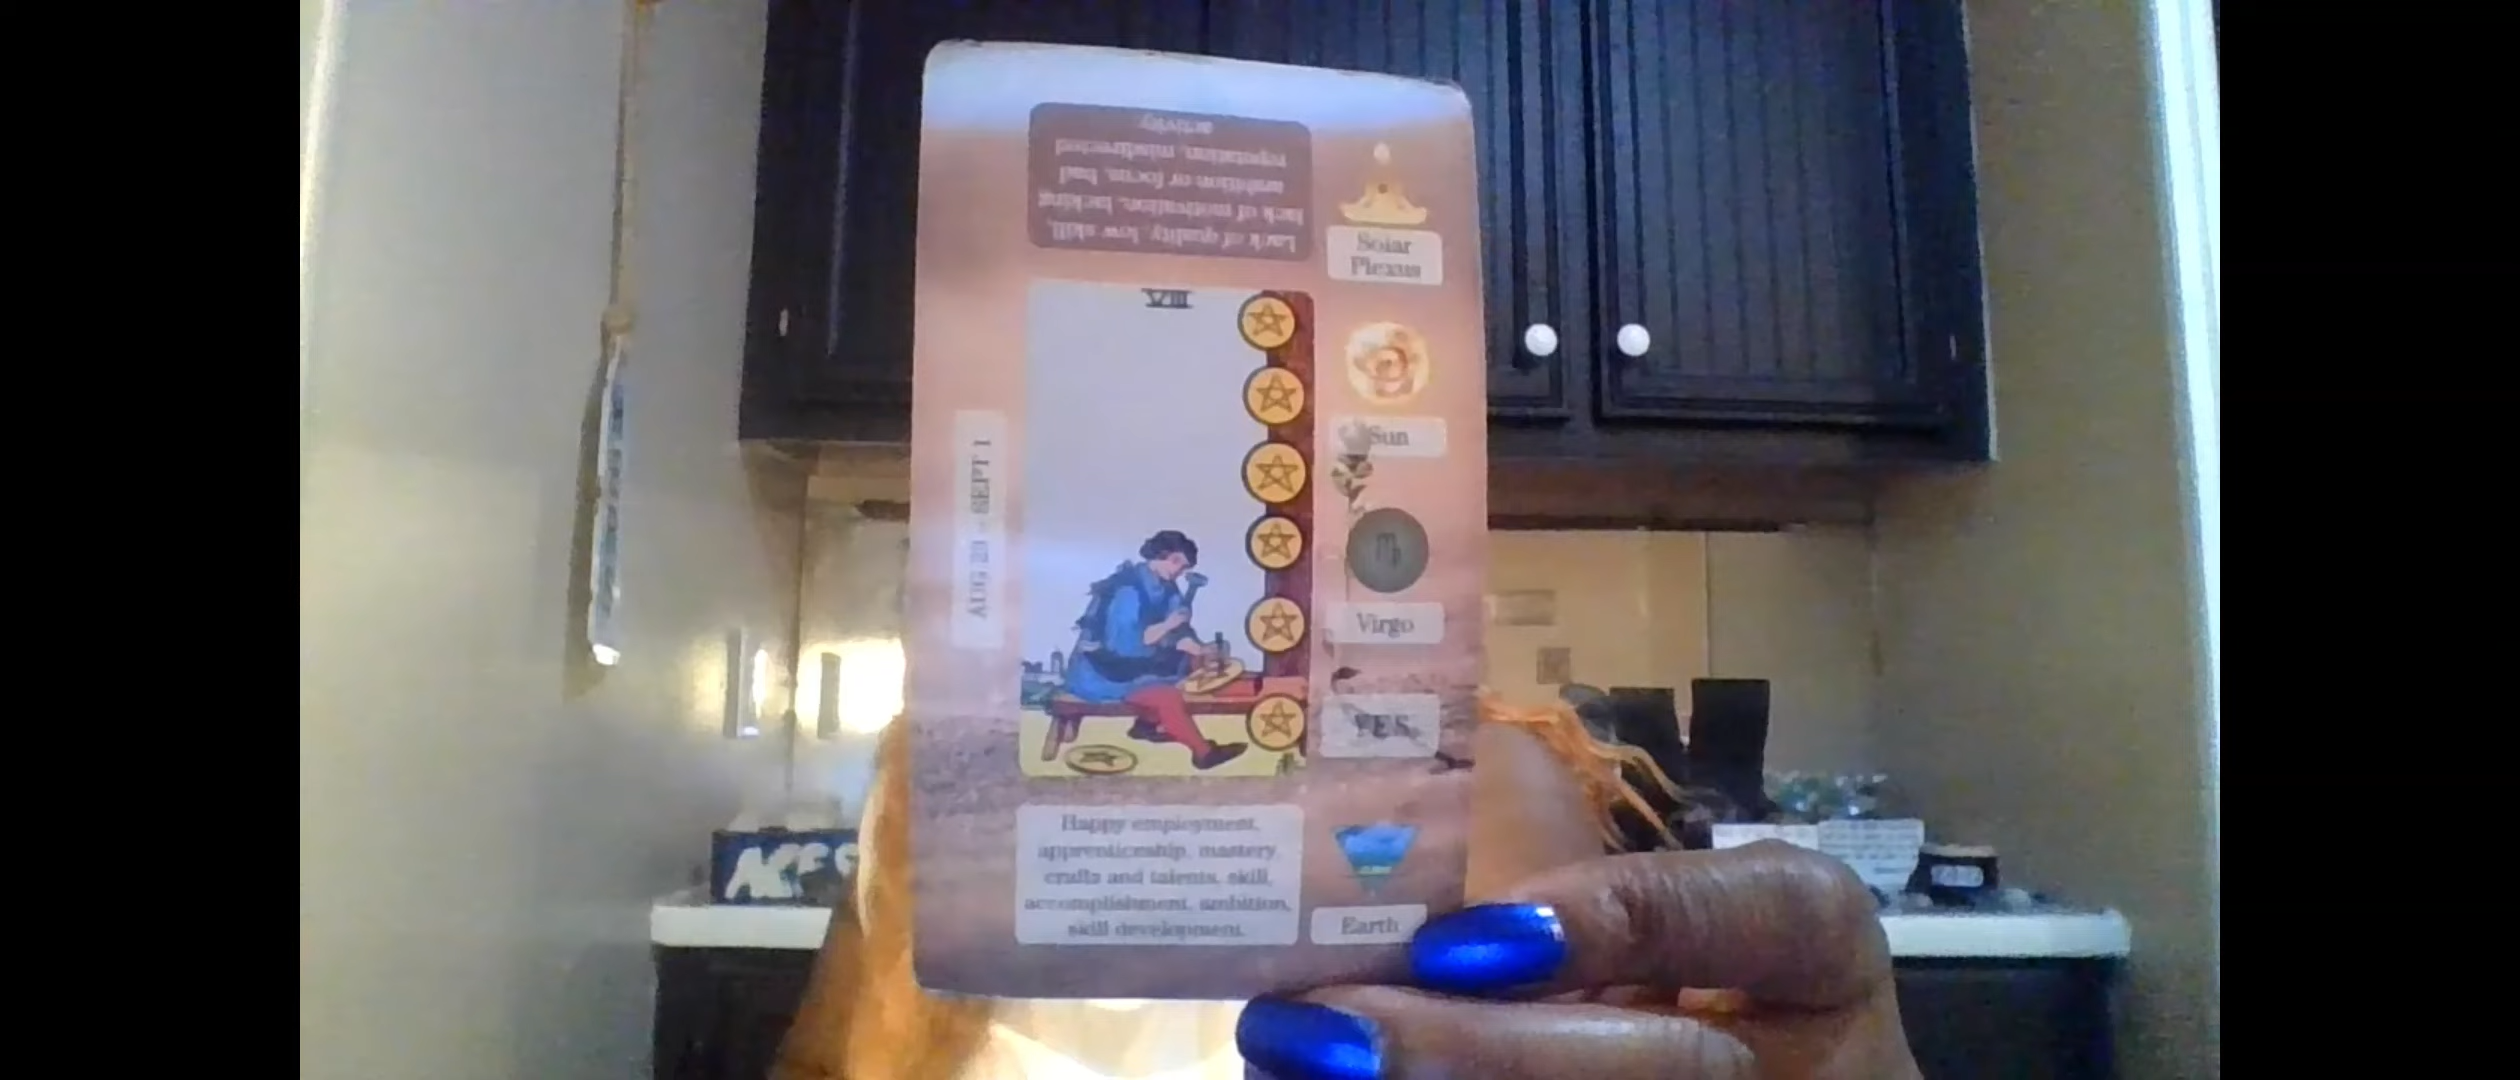 Lack of quality, low skill,
lack of motivation, lacking
ambition or focus, bad
reputation, misdirected
activity
Solar
Plexus
VIII
Sun
AUG 23 - SEPT 1
Virgo
YES
Happy employment,
apprenticeship, mastery,
crafts and talents, skill,
accomplishment, ambition,
skill development.
Earth